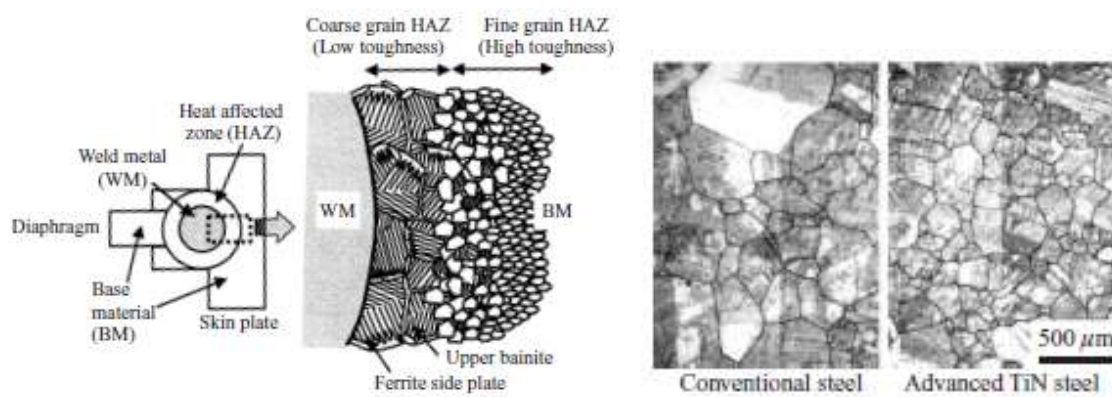 Coarse grain HAZ
(Low toughness)
Fine grain HAZ
(High toughness)
Heat affected
zone (HAZ)
Weld metal
(WM)
Diaphragm
Base
material
(BM)
Skin plate
WM
BM
Upper bainite
Ferrite side plate
500 μm
Conventional steel
Advanced TiN steel